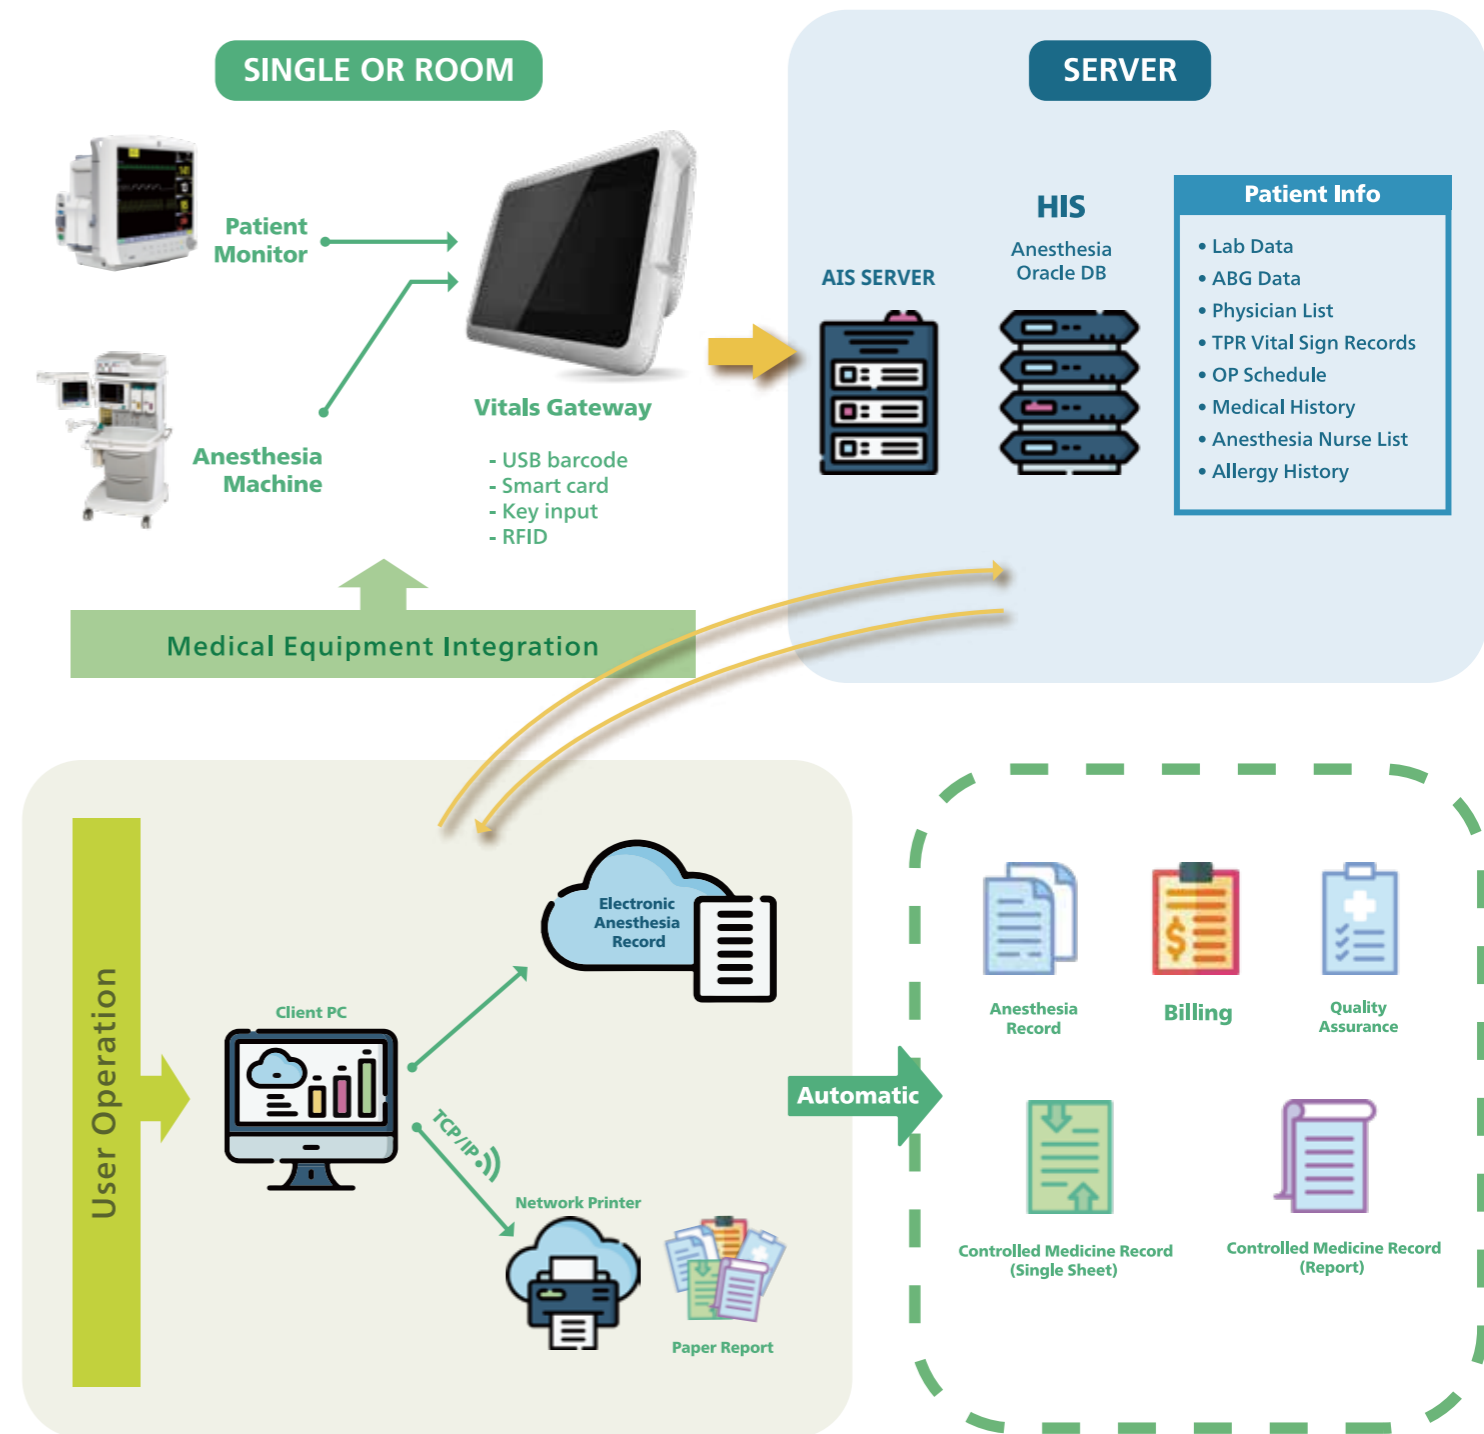 SINGLE OR ROOM
Patient
Monitor
Anesthesia
Machine
Vitals Gateway
- USB barcode
- Smart card
- Key input
- RFID
Medical Equipment Integration
SERVER
AIS SERVER
HIS
Anesthesia
Oracle DB
Patient Info
• Lab Data
• ABG Data
• Physician List
• TPR Vital Sign Records
• OP Schedule
• Medical History
• Anesthesia Nurse List
• Allergy History
User Operation
Client PC
Electronic
Anesthesia
Record
TCP/IP
Network Printer
Paper Report
Automatic
Anesthesia
Record
Billing
Quality
Assurance
Controlled Medicine Record
(Single Sheet)
Controlled Medicine Record
(Report)